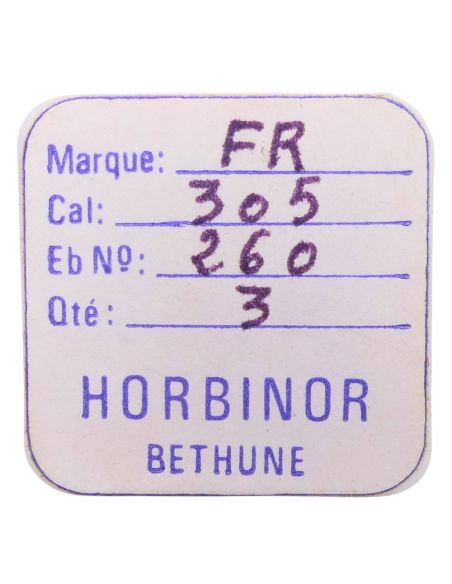 Marque: FR
Cal: 305
Eb Nº: 260
Qté: 3
HORBINOR
BETHUNE